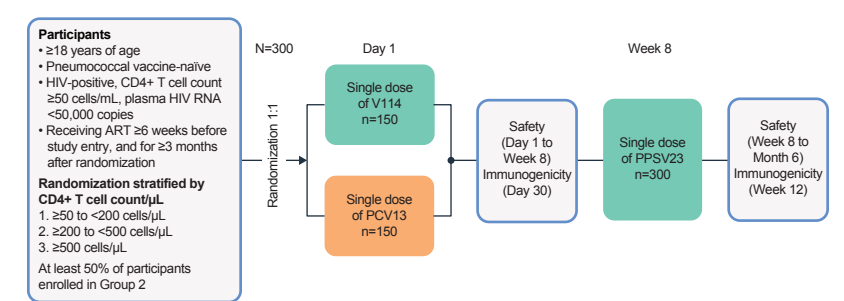 Participants
• ≥18 years of age
• Pneumococcal vaccine-naïve
• HIV-positive, CD4+ T cell count
≥50 cells/mL, plasma HIV RNA
<50,000 copies
• Receiving ART ≥6 weeks before
study entry, and for ≥3 months
after randomization
Randomization stratified by
CD4+ T cell count/µL
1. ≥50 to <200 cells/µL
2. ≥200 to <500 cells/µL
3. ≥500 cells/µL
At least 50% of participants
enrolled in Group 2
N=300
Randomization 1:1
Day 1
Single dose
of V114
n=150
Single dose
of PCV13
n=150
Safety
(Day 1 to
Week 8)
Immunogenicity
(Day 30)
Week 8
Single dose
of PPSV23
n=300
Safety
(Week 8 to
Month 6)
Immunogenicity
(Week 12)